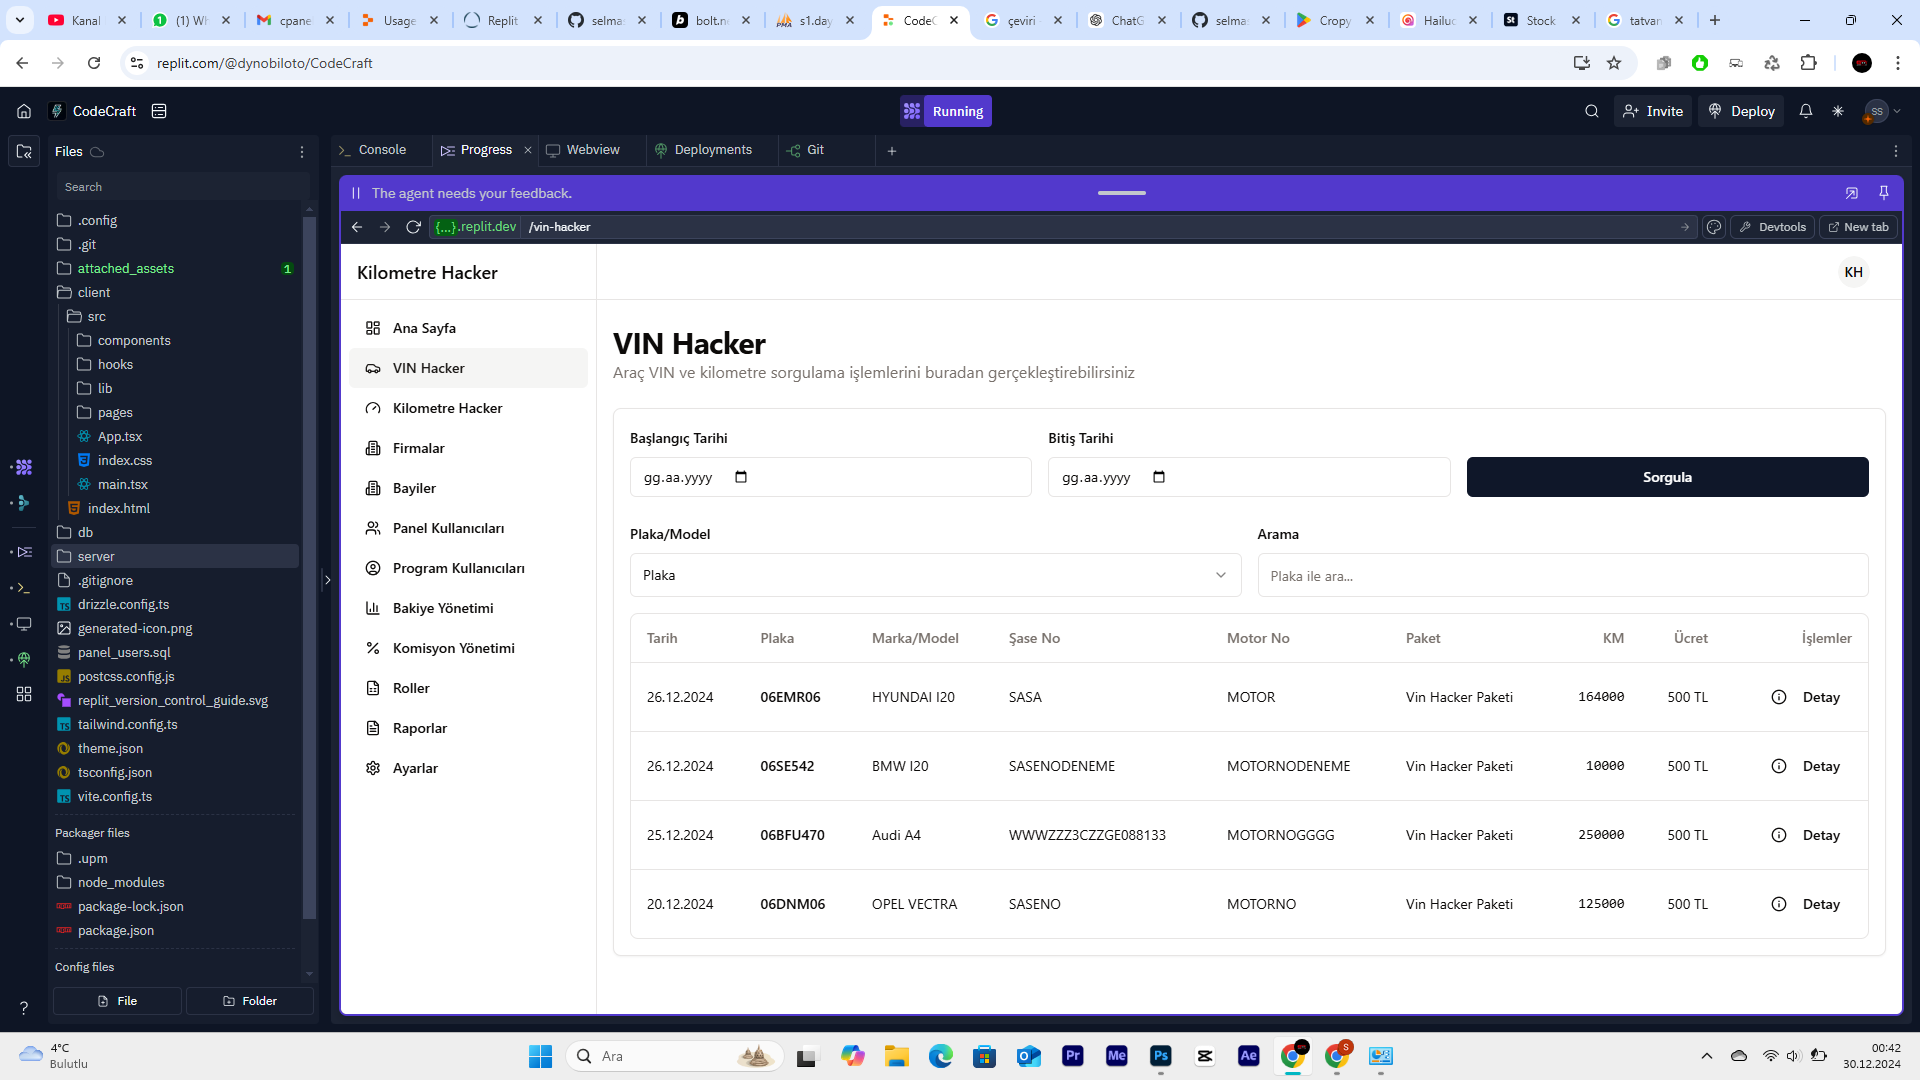 Kanal
(1) Wh
cpane
Usage
Replit
selma
bolt.ne
s1.day
CodeC
çeviri -
ChatG
selma
Cropy
Hailuo
Stock
tatvan
replit.com/@dynobiloto/CodeCraft
CodeCraft
Running
Invite
Deploy
SS
Files
Console
Progress
Webview
Deployments
Git
Search
The agent needs your feedback.
{...}.replit.dev /vin-hacker
Devtools
New tab
.config
.git
attached_assets 1
client
src
components
hooks
lib
pages
App.tsx
index.css
main.tsx
index.html
db
server
.gitignore
drizzle.config.ts
generated-icon.png
panel_users.sql
postcss.config.js
replit_version_control_guide.svg
tailwind.config.ts
theme.json
tsconfig.json
vite.config.ts
Packager files
.upm
node_modules
package-lock.json
package.json
Config files
File
Folder
Kilometre Hacker
KH
Ana Sayfa
VIN Hacker
Kilometre Hacker
Firmalar
Bayiler
Panel Kullanıcıları
Program Kullanıcıları
Bakiye Yönetimi
Komisyon Yönetimi
Roller
Raporlar
Ayarlar
VIN Hacker
Araç VIN ve kilometre sorgulama işlemlerini buradan gerçekleştirebilirsiniz
Başlangıç Tarihi
Bitiş Tarihi
gg.aa.yyyy
gg.aa.yyyy
Sorgula
Plaka/Model
Arama
Plaka
Plaka ile ara...
Tarih Plaka Marka/Model Şase No Motor No Paket KM Ücret İşlemler
26.12.2024 06EMR06 HYUNDAI I20 SASA MOTOR Vin Hacker Paketi 164000 500 TL Detay
26.12.2024 06SE542 BMW I20 SASENODENEME MOTORNODENEME Vin Hacker Paketi 10000 500 TL Detay
25.12.2024 06BFU470 Audi A4 WWWZZZ3CZZGE088133 MOTORNOGGGG Vin Hacker Paketi 250000 500 TL Detay
20.12.2024 06DNM06 OPEL VECTRA SASENO MOTORNO Vin Hacker Paketi 125000 500 TL Detay
4°C
Bulutlu
Ara
Pr
Me
Ps
Ae
S
00:42
30.12.2024